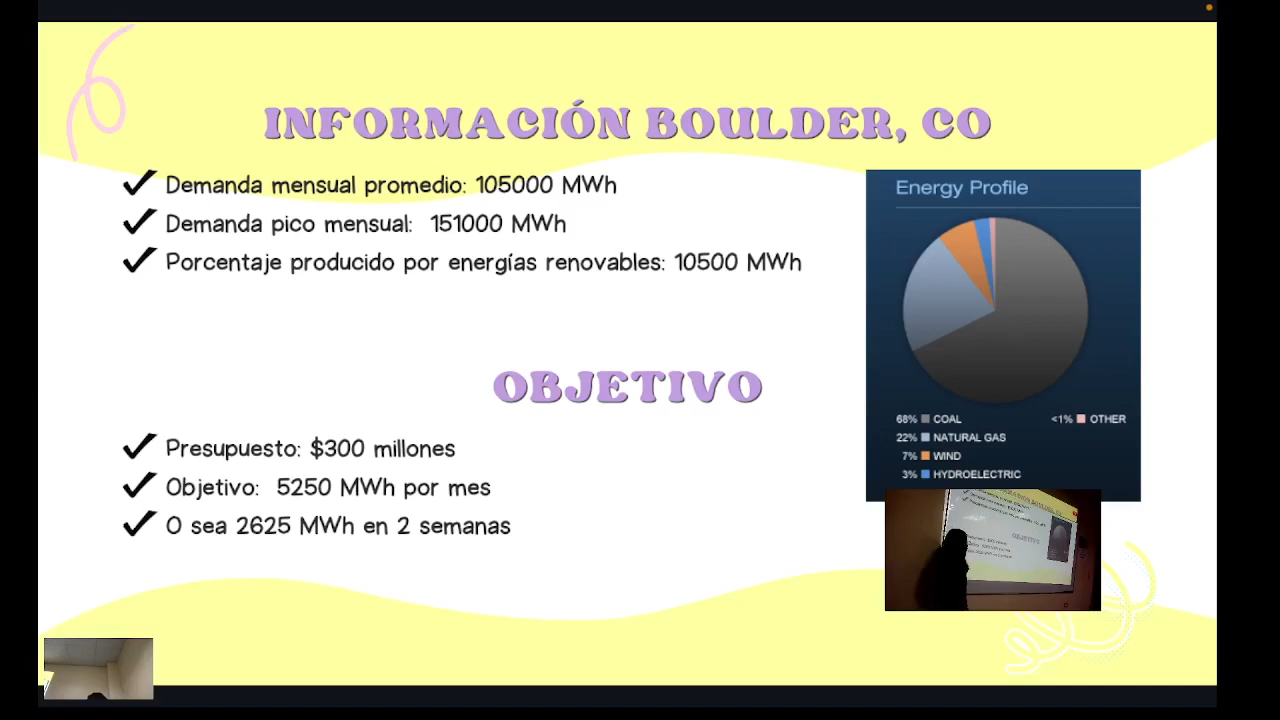 INFORMACIÓN BOULDER, CO
Demanda mensual promedio: 105000 MWh
Demanda pico mensual: 151000 MWh
Porcentaje producido por energías renovables: 10500 MWh
OBJETIVO
Presupuesto: $300 millones
Objetivo: 5250 MWh por mes
O sea 2625 MWh en 2 semanas
Energy Profile
68% COAL
<1% OTHER
22% NATURAL GAS
7% WIND
3% HYDROELECTRIC